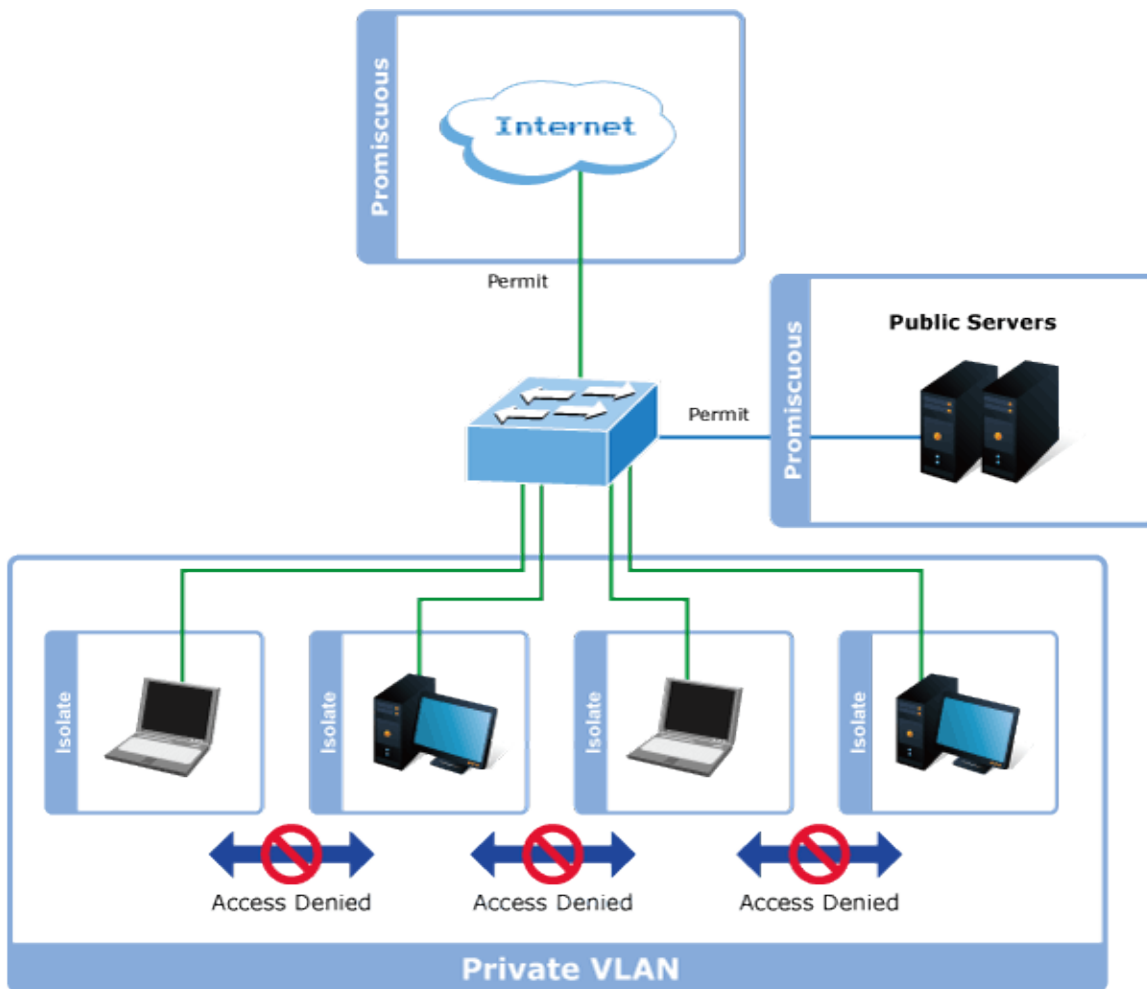 Promiscuous
Internet
Permit
Promiscuous
Public Servers
Permit
Isolate
Isolate
Isolate
Isolate
Access Denied
Access Denied
Access Denied
Private VLAN